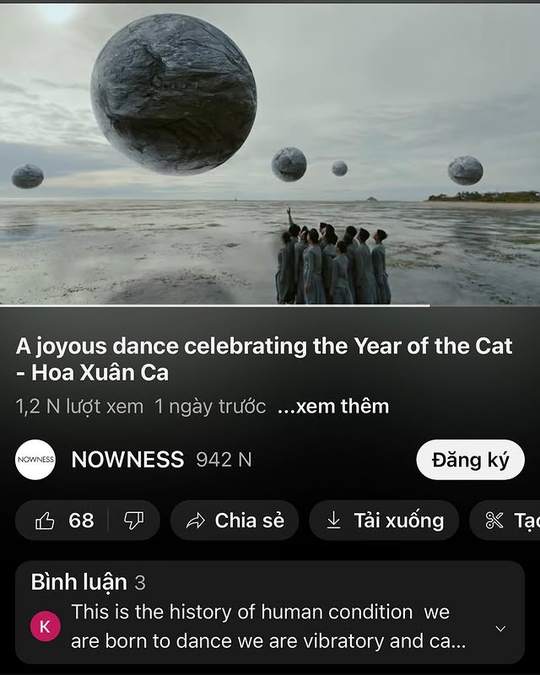 A joyous dance celebrating the Year of the Cat
- Hoa Xuân Ca
1,2 N lượt xem 1 ngày trước ...xem thêm
NOWNESS NOWNESS 942 N Đăng ký
68 Chia sẻ Tải xuống Tạo
Bình luận 3
K This is the history of human condition we
are born to dance we are vibratory and ca...